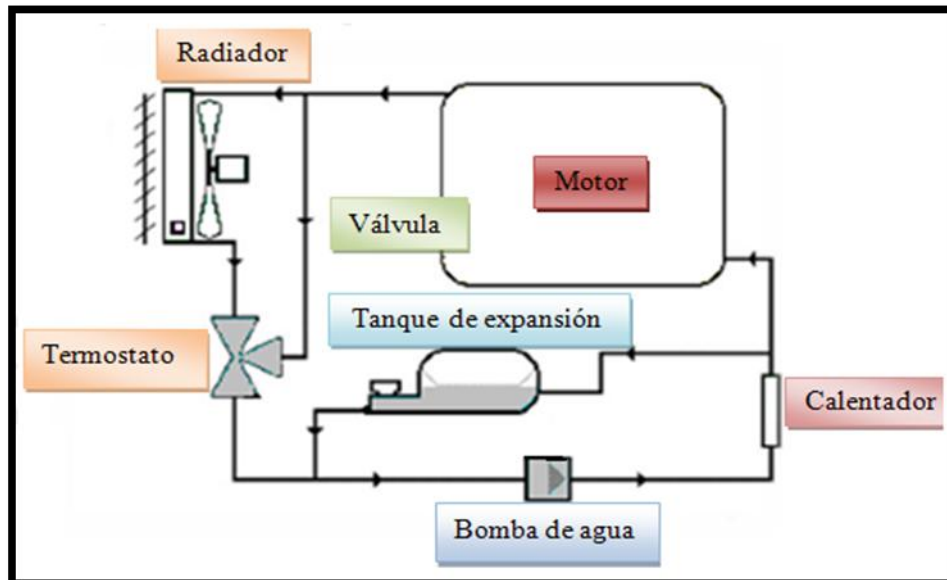 Radiador
Motor
Válvula
Tanque de expansión
Termostato
Calentador
Bomba de agua